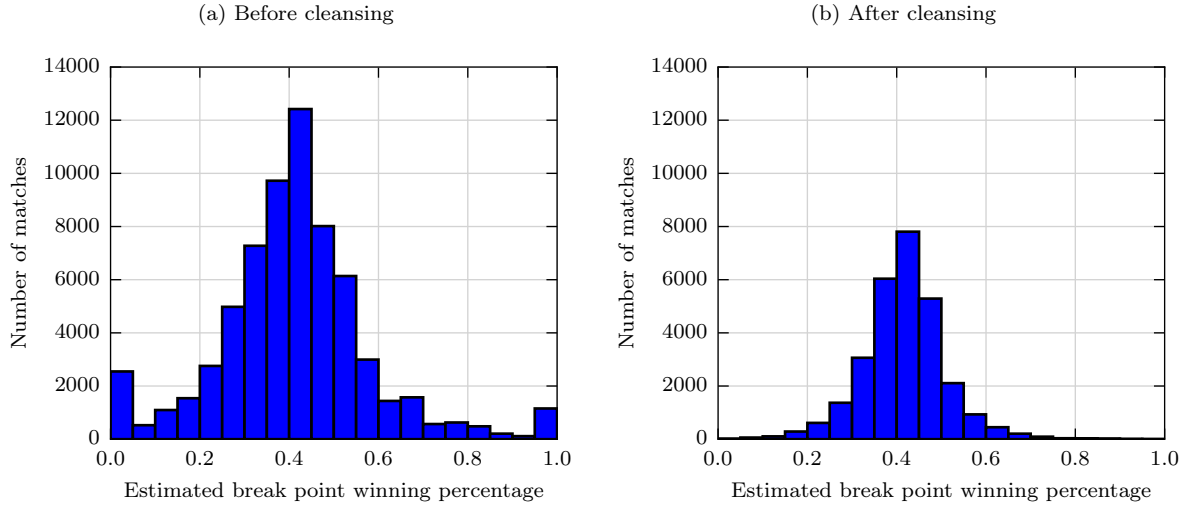 (a) Before cleansing
14000
12000
10000
8000
6000
4000
2000
0
0.0 0.2 0.4 0.6 0.8 1.0
Number of matches
Estimated break point winning percentage
(b) After cleansing
14000
12000
10000
8000
6000
4000
2000
0
0.0 0.2 0.4 0.6 0.8 1.0
Number of matches
Estimated break point winning percentage